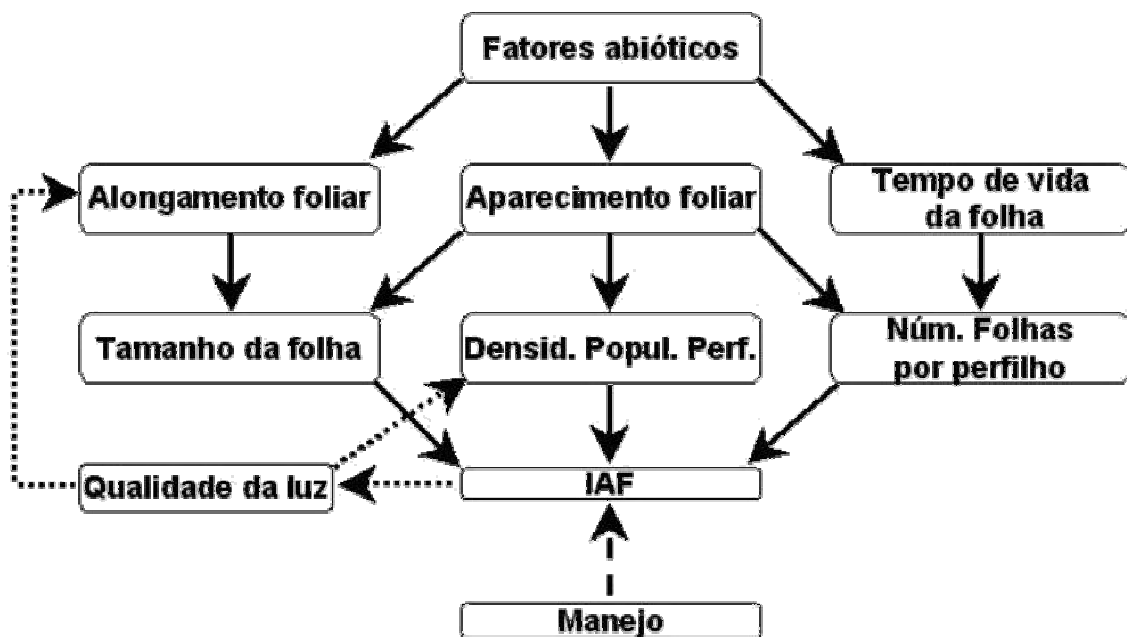 Fatores abióticos
Alongamento foliar
Aparecimento foliar
Tempo de vida
da folha
Tamanho da folha
Densid. Popul. Perf.
Núm. Folhas
por perfilho
Qualidade da luz
IAF
Manejo